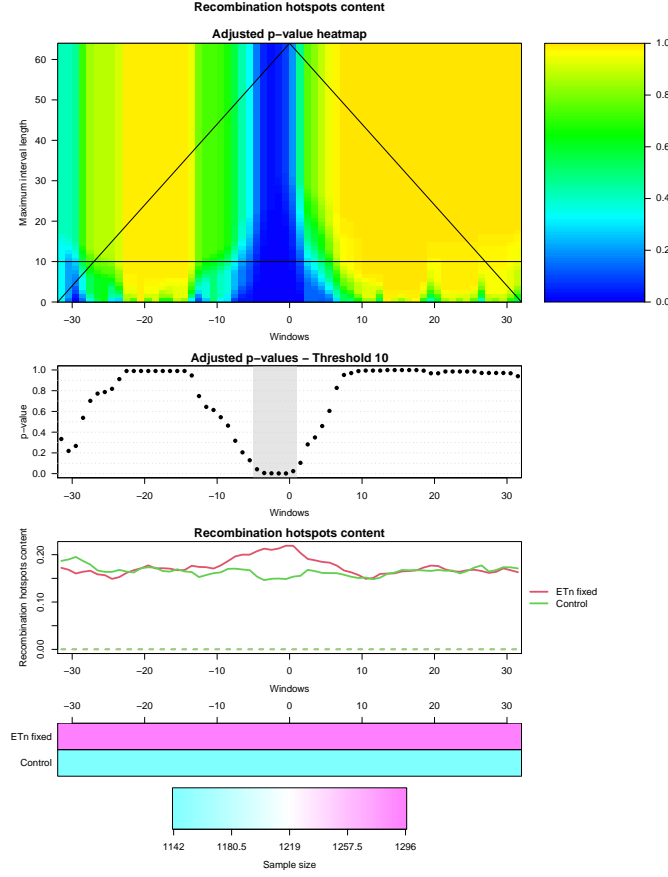 Recombination hotspots content
Adjusted p−value heatmap
Maximum interval length
0
10
20
30
40
50
60
−30 −20 −10 0 10 20 30
Windows
0.0
0.2
0.4
0.6
0.8
1.0
Adjusted p−values − Threshold 10
p−value
0.0
0.2
0.4
0.6
0.8
1.0
−30 −20 −10 0 10 20 30
Windows
Recombination hotspots content
Recombination hotspots content
0.00
0.10
0.20
−30 −20 −10 0 10 20 30
Windows
ETn fixed
Control
−30 −20 −10 0 10 20 30
ETn fixed
Control
1142 1180.5 1219 1257.5 1296
Sample size